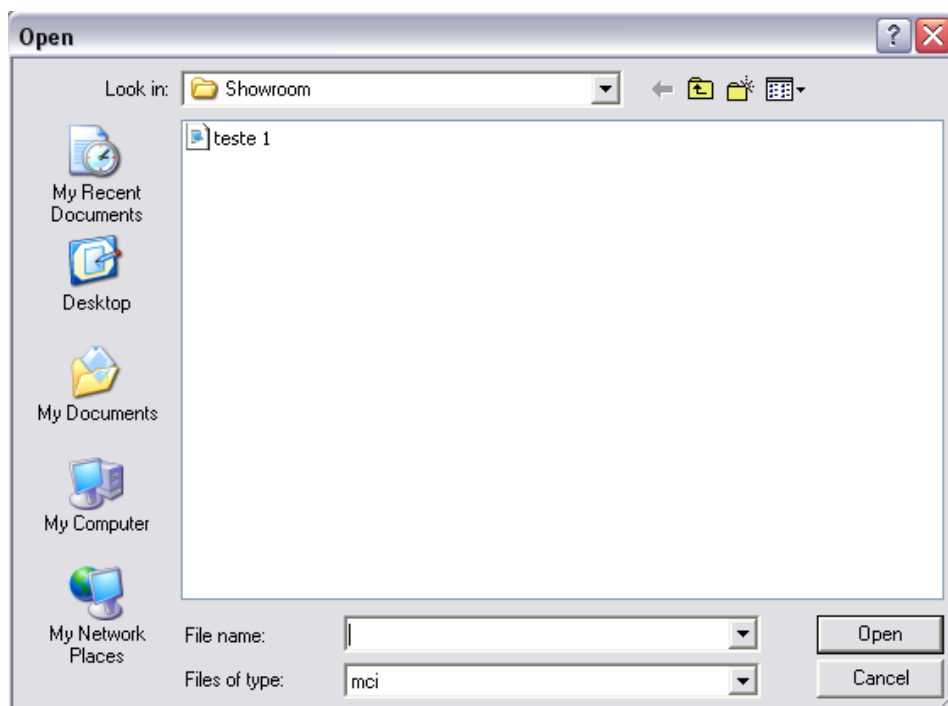 Open
Look in:
Showroom
teste 1
My Recent
Documents
Desktop
My Documents
My Computer
My Network
Places
File name:
Open
Files of type:
mci
Cancel